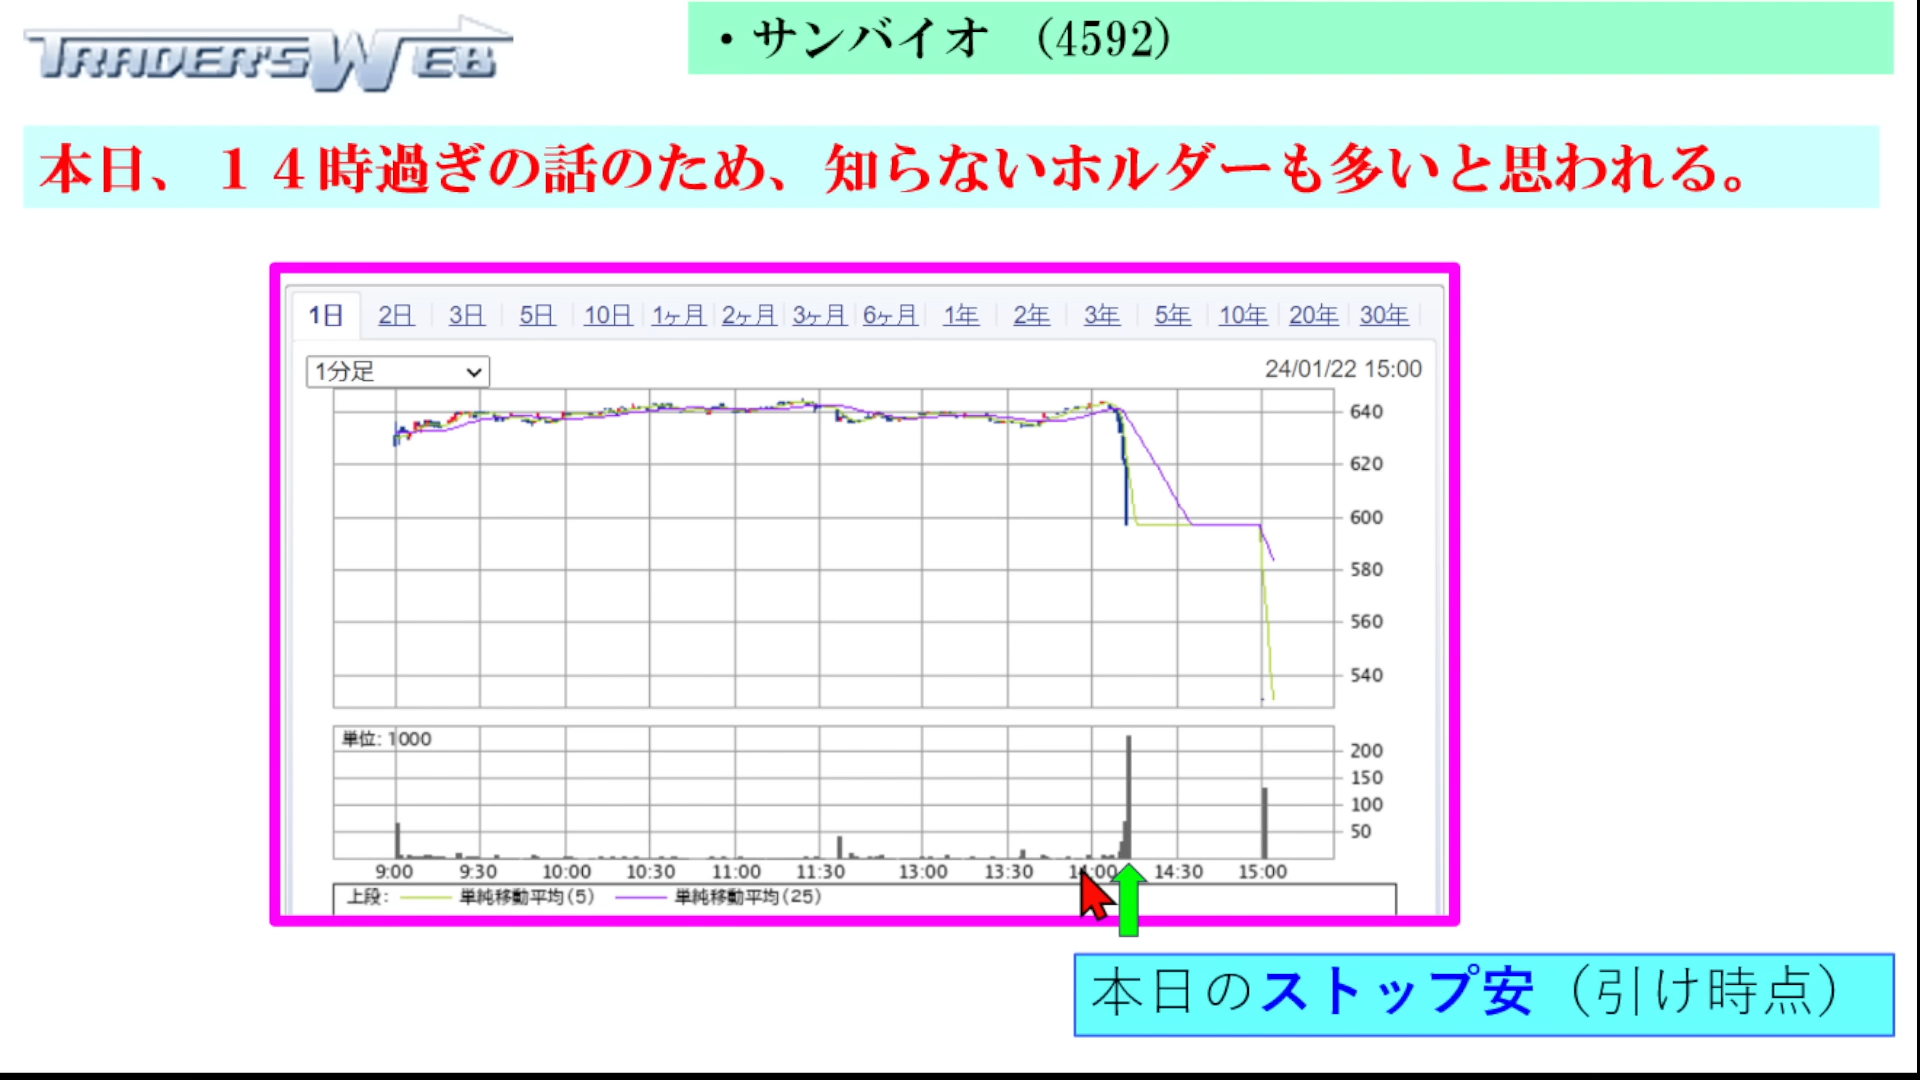 TRADER'S WEB
・サンバイオ （4592）
本日、１４時過ぎの話のため、知らないホルダーも多いと思われる。
1日 2日 3日 5日 10日 1ヶ月 2ヶ月 3ヶ月 6ヶ月 1年 2年 3年 5年 10年 20年 30年
1分足 24/01/22 15:00
640
620
600
580
560
540
単位: 1000
200
150
100
50
9:00 9:30 10:00 10:30 11:00 11:30 13:00 13:30 14:00 14:30 15:00
上段: 単純移動平均(5) 単純移動平均(25)
本日のストップ安（引け時点）